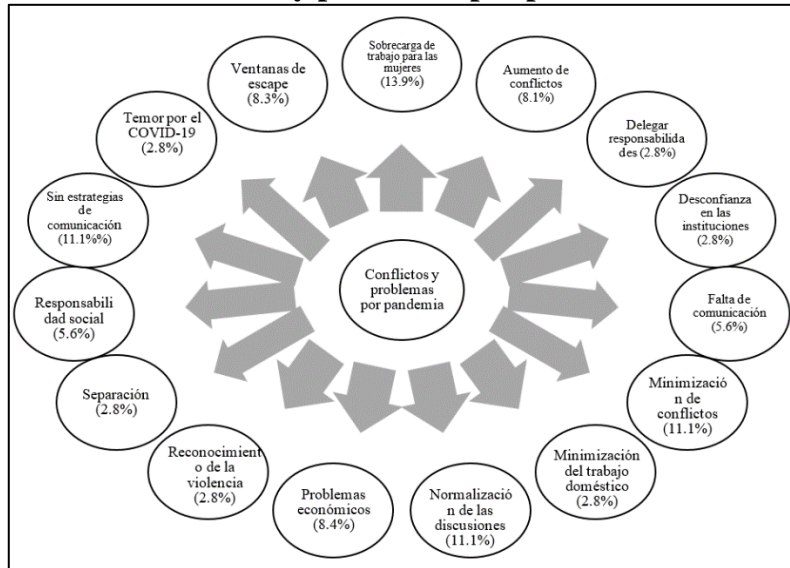 Sobrecarga de
trabajo para las
mujeres
(13.9%)
Aumento de
conflictos
(8.1%)
Delegar
responsabilida
des (2.8%)
Desconfianza
en las
instituciones
(2.8%)
Falta de
comunicación
(5.6%)
Minimizació
n de
conflictos
(11.1%)
Minimización
del trabajo
doméstico
(2.8%)
Normalizació
n de las
discusiones
(11.1%)
Problemas
económicos
(8.4%)
Reconocimient
o de la
violencia
(2.8%)
Separación
(2.8%)
Responsabili
dad social
(5.6%)
Sin estrategias
de
comunicación
(11.1%%)
Temor por el
COVID-19
(2.8%)
Ventanas de
escape
(8.3%)
Conflictos y
problemas
por pandemia